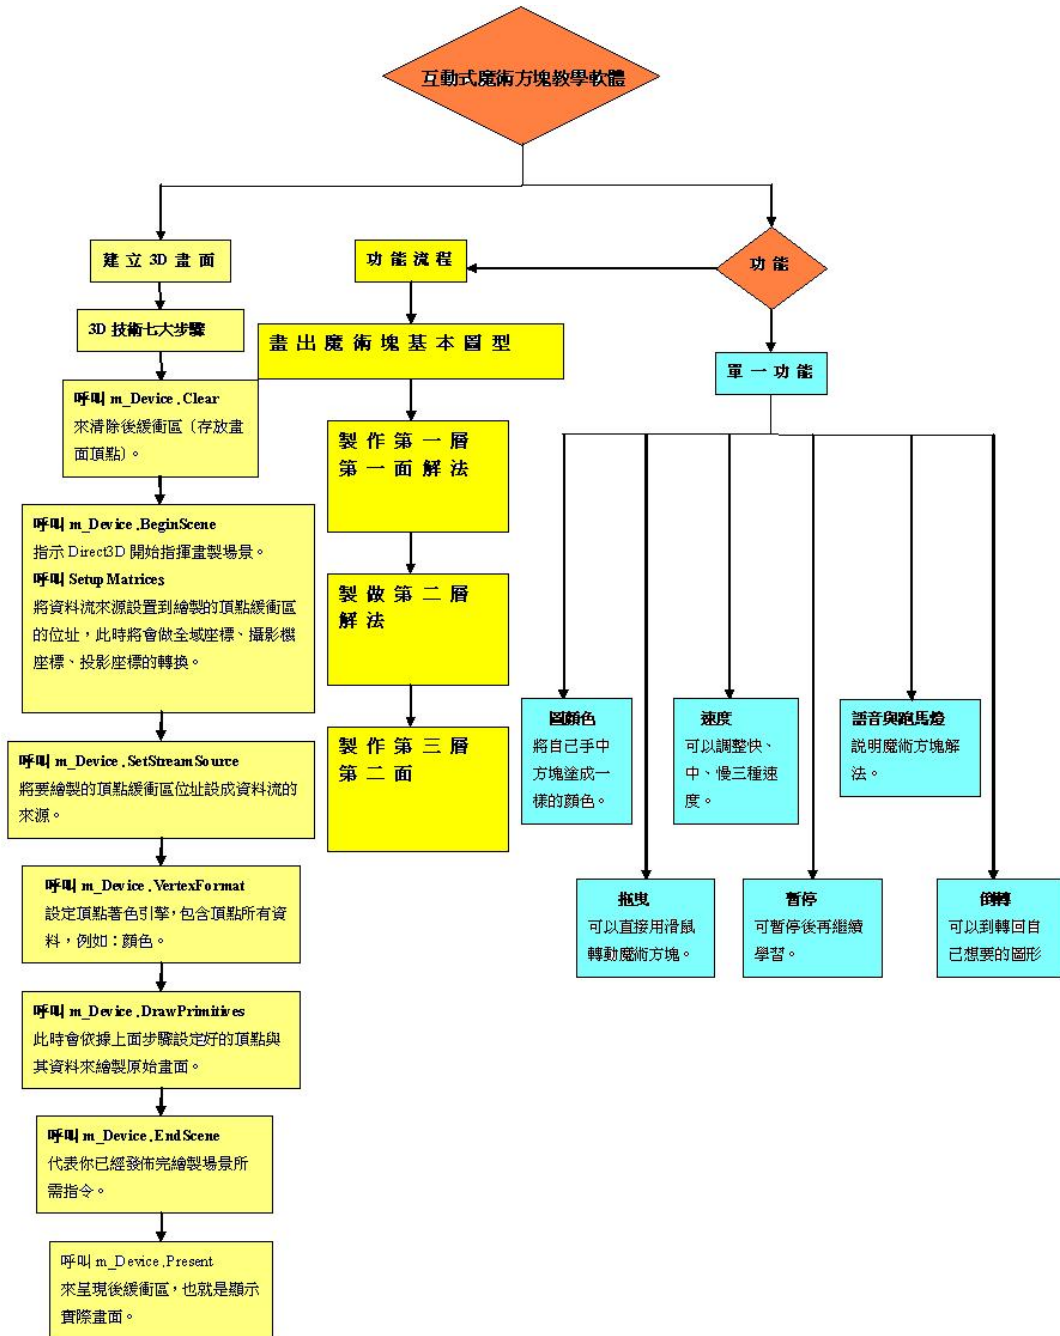 互動式魔術方塊教學軟體
建立 3D 畫面
3D 技術七大步驟
呼叫 m_Device.Clear
來清除後緩衝區(存放畫
面頂點)。
呼叫 m_Device.BeginScene
指示 Direct3D 開始指揮畫製場景。
呼叫 Setup Matrices
將資料流來源設置到繪製的頂點緩衝區
的位址，此時將會做全域座標、攝影機
座標、投影座標的轉換。
呼叫 m_Device.SetStreamSource
將要繪製的頂點緩衝區位址設成資料流的
來源。
呼叫 m_Device.VertexFormat
設定頂點著色引擎，包含頂點所有資
料，例如：顏色。
呼叫 m_Device.DrawPrimitives
此時會依據上面步驟設定好的頂點與
其資料來繪製原始畫面。
呼叫 m_Device.EndScene
代表你已經發佈完繪製場景所
需指令。
呼叫 m_Device.Present
來呈現後緩衝區，也就是顯示
實際畫面。
功能流程
畫出魔術塊基本圖型
製作第一層
第一面解法
製做第二層
解法
製作第三層
第二面
功能
單一功能
圖顏色
將自己手中
方塊塗成一
樣的顏色。
速度
可以調整快、
中、慢三種速
度。
語音與跑馬燈
說明魔術方塊解
法。
拖曳
可以直接用滑鼠
轉動魔術方塊。
暫停
可暫停後再繼續
學習。
倒轉
可以到轉回自
己想要的圖形